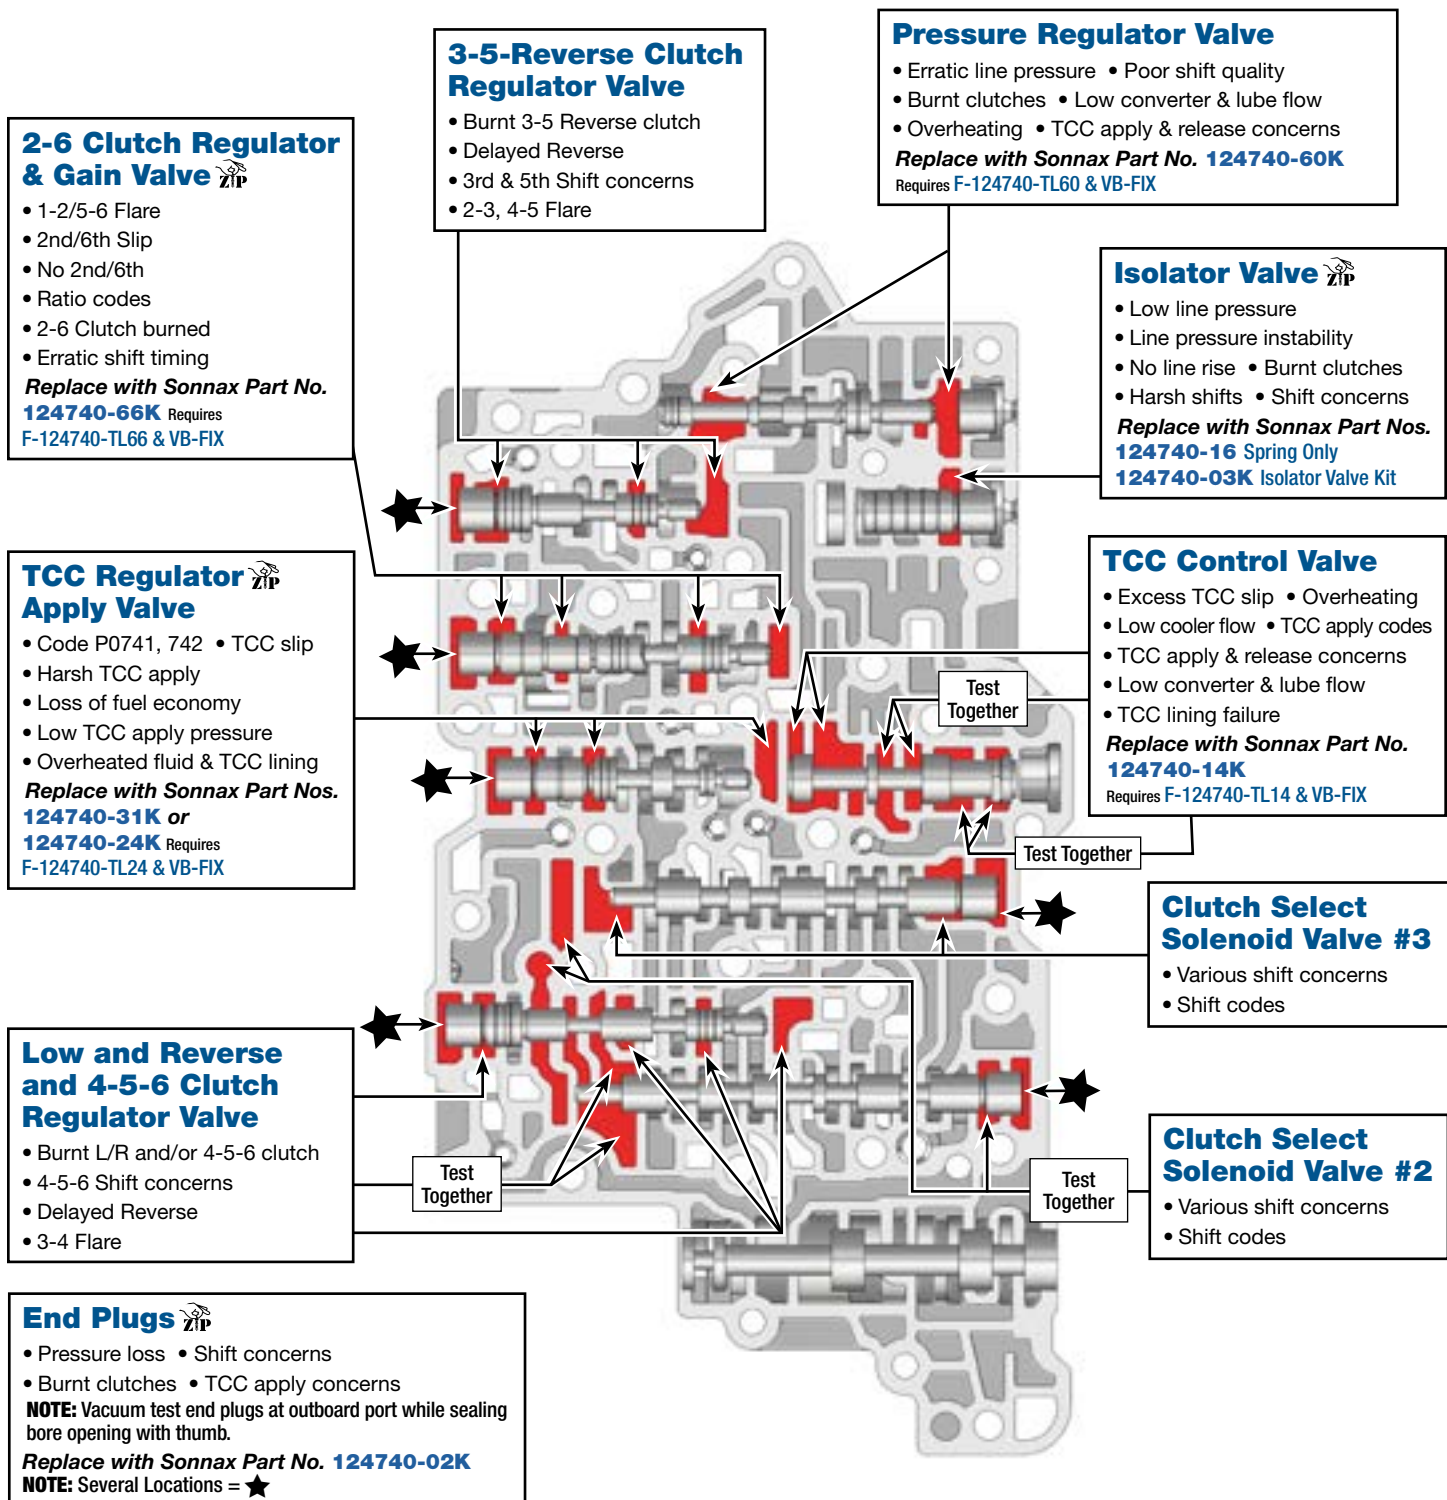 3-5-Reverse Clutch
Regulator Valve
• Burnt 3-5 Reverse clutch
• Delayed Reverse
• 3rd & 5th Shift concerns
• 2-3, 4-5 Flare
Pressure Regulator Valve
• Erratic line pressure • Poor shift quality
• Burnt clutches • Low converter & lube flow
• Overheating • TCC apply & release concerns
Replace with Sonnax Part No. 124740-60K
Requires F-124740-TL60 & VB-FIX
2-6 Clutch Regulator
& Gain Valve ZIP
• 1-2/5-6 Flare
• 2nd/6th Slip
• No 2nd/6th
• Ratio codes
• 2-6 Clutch burned
• Erratic shift timing
Replace with Sonnax Part No.
124740-66K Requires
F-124740-TL66 & VB-FIX
Isolator Valve ZIP
• Low line pressure
• Line pressure instability
• No line rise • Burnt clutches
• Harsh shifts • Shift concerns
Replace with Sonnax Part Nos.
124740-16 Spring Only
124740-03K Isolator Valve Kit
TCC Regulator ZIP
Apply Valve
• Code P0741, 742 • TCC slip
• Harsh TCC apply
• Loss of fuel economy
• Low TCC apply pressure
• Overheated fluid & TCC lining
Replace with Sonnax Part Nos.
124740-31K or
124740-24K Requires
F-124740-TL24 & VB-FIX
TCC Control Valve
• Excess TCC slip • Overheating
• Low cooler flow • TCC apply codes
• TCC apply & release concerns
• Low converter & lube flow
• TCC lining failure
Replace with Sonnax Part No.
124740-14K
Requires F-124740-TL14 & VB-FIX
Test
Together
Test Together
Clutch Select
Solenoid Valve #3
• Various shift concerns
• Shift codes
Low and Reverse
and 4-5-6 Clutch
Regulator Valve
• Burnt L/R and/or 4-5-6 clutch
• 4-5-6 Shift concerns
• Delayed Reverse
• 3-4 Flare
Test
Together
Test
Together
Clutch Select
Solenoid Valve #2
• Various shift concerns
• Shift codes
End Plugs ZIP
• Pressure loss • Shift concerns
• Burnt clutches • TCC apply concerns
NOTE: Vacuum test end plugs at outboard port while sealing
bore opening with thumb.
Replace with Sonnax Part No. 124740-02K
NOTE: Several Locations = ★